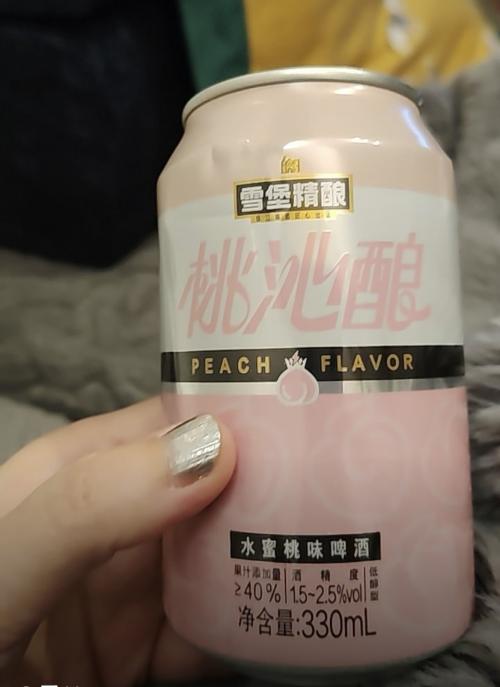 雪堡精酿
桃沁酿
PEACH FLAVOR
水蜜桃味啤酒
果汁添加量 酒精度 低醇型
≥40% 1.5~2.5%vol
净含量:330mL